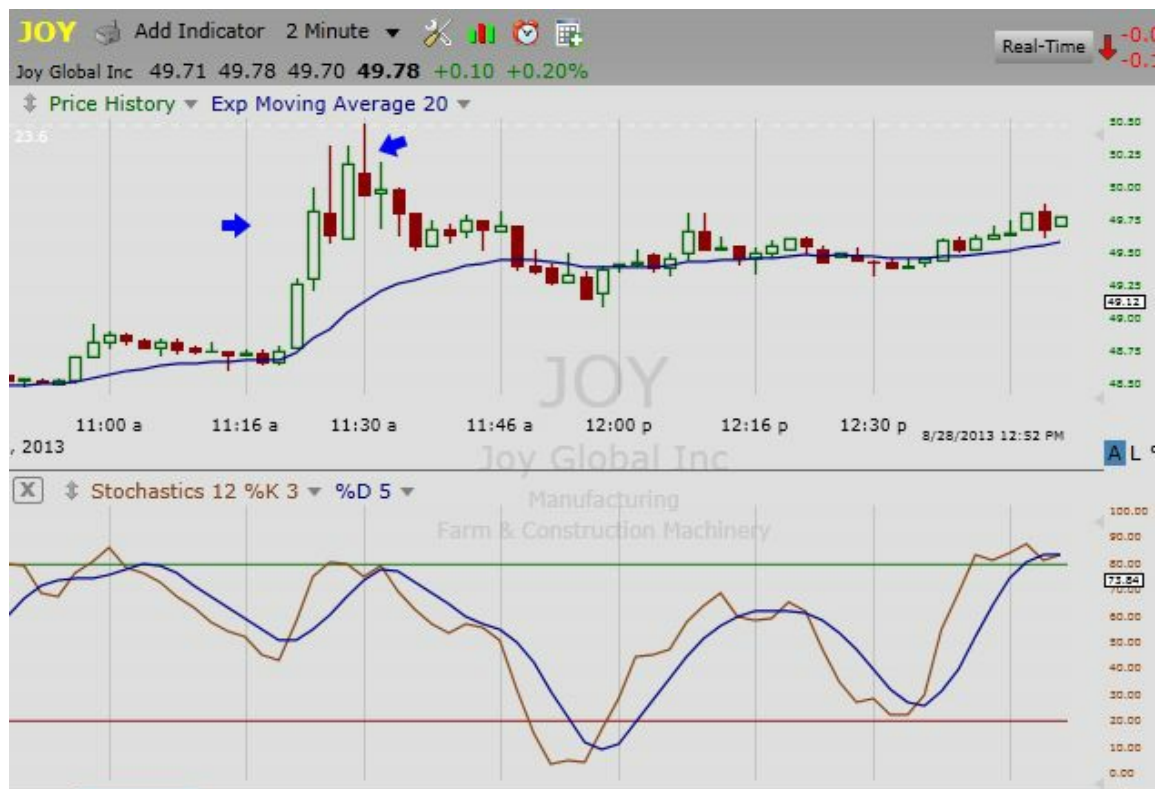 JOY Add Indicator 2 Minute Real-Time
Joy Global Inc 49.71 49.78 49.70 49.78 +0.10 +0.20%
Price History Exp Moving Average 20
23.6
50.50
50.25
50.00
49.75
49.50
49.25
49.12
49.00
48.75
48.50
JOY
11:00 a 11:16 a 11:30 a 11:46 a 12:00 p 12:16 p 12:30 p 8/28/2013 12:52 PM
, 2013
A L
Joy Global Inc
Manufacturing
Farm & Construction Machinery
X Stochastics 12 %K 3 %D 5
100.00
90.00
80.00
73.84
70.00
60.00
50.00
40.00
30.00
20.00
10.00
0.00